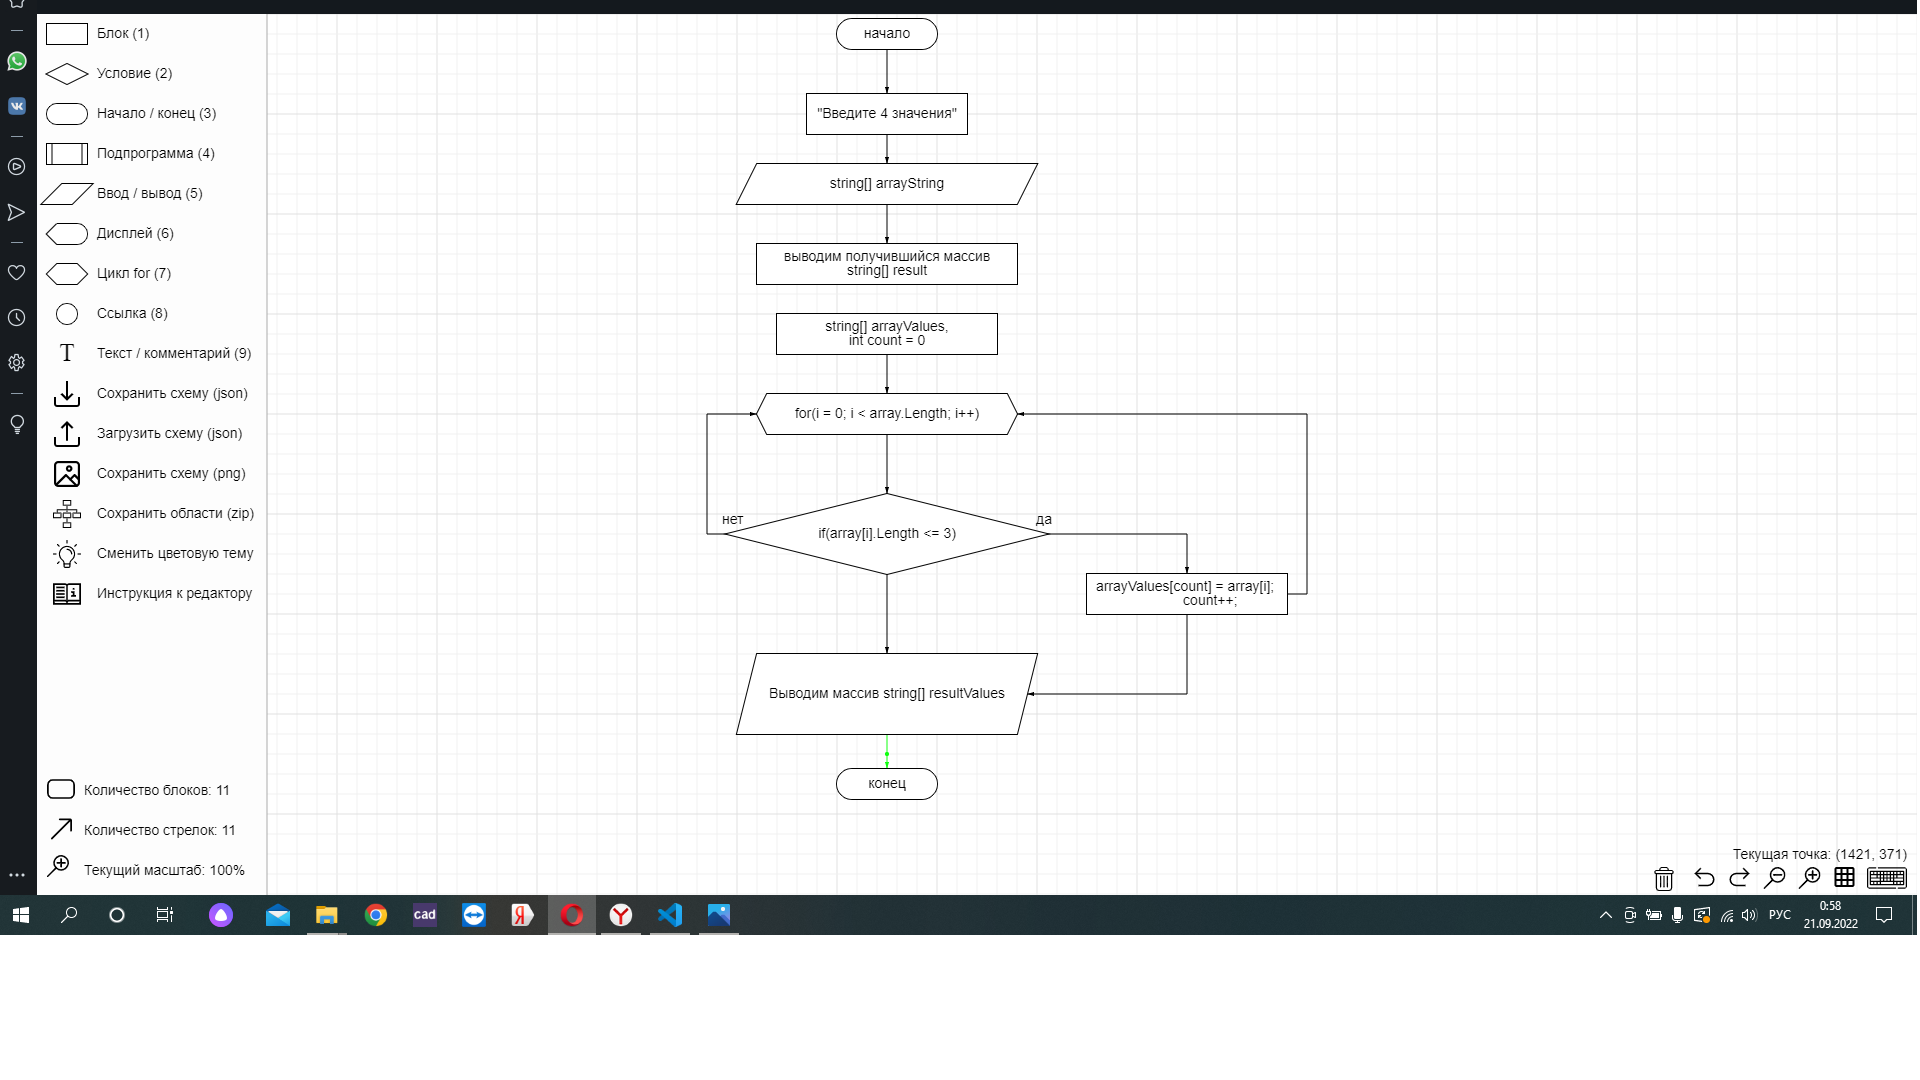 Блок (1)
Условие (2)
Начало / конец (3)
Подпрограмма (4)
Ввод / вывод (5)
Дисплей (6)
Цикл for (7)
Ссылка (8)
T
Текст / комментарий (9)
Сохранить схему (json)
Загрузить схему (json)
Сохранить схему (png)
Сохранить области (zip)
Сменить цветовую тему
Инструкция к редактору
Количество блоков: 11
Количество стрелок: 11
Текущий масштаб: 100%
начало
"Введите 4 значения"
string[] arrayString
выводим получившийся массив
string[] result
string[] arrayValues,
int count = 0
for(i = 0; i < array.Length; i++)
нет
да
if(array[i].Length <= 3)
arrayValues[count] = array[i];
count++;
Выводим массив string[] resultValues
конец
Текущая точка: (1421, 371)
cad
Я
Y
РУС
0:58
21.09.2022